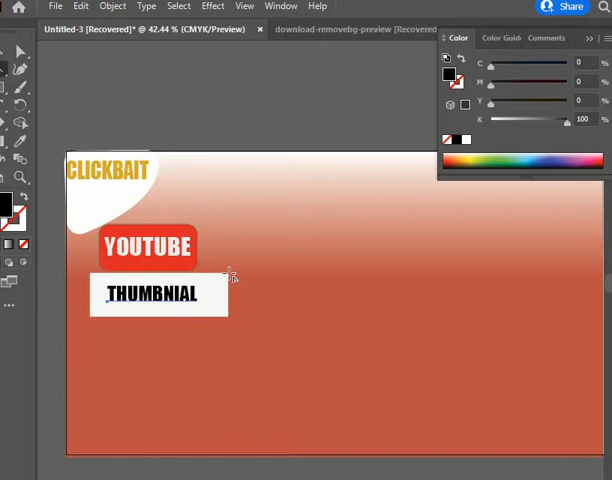 File Edit Object Type Select Effect View Window Help
Share
Untitled-3 [Recovered]* @ 42.44 % (CMYK/Preview) ×
download-removebg-preview [Recovered
Color Color Guide Comments
C 0 %
M 0 %
Y 0 %
K 100 %
CLICKBAIT
YOUTUBE
THUMBNIAL